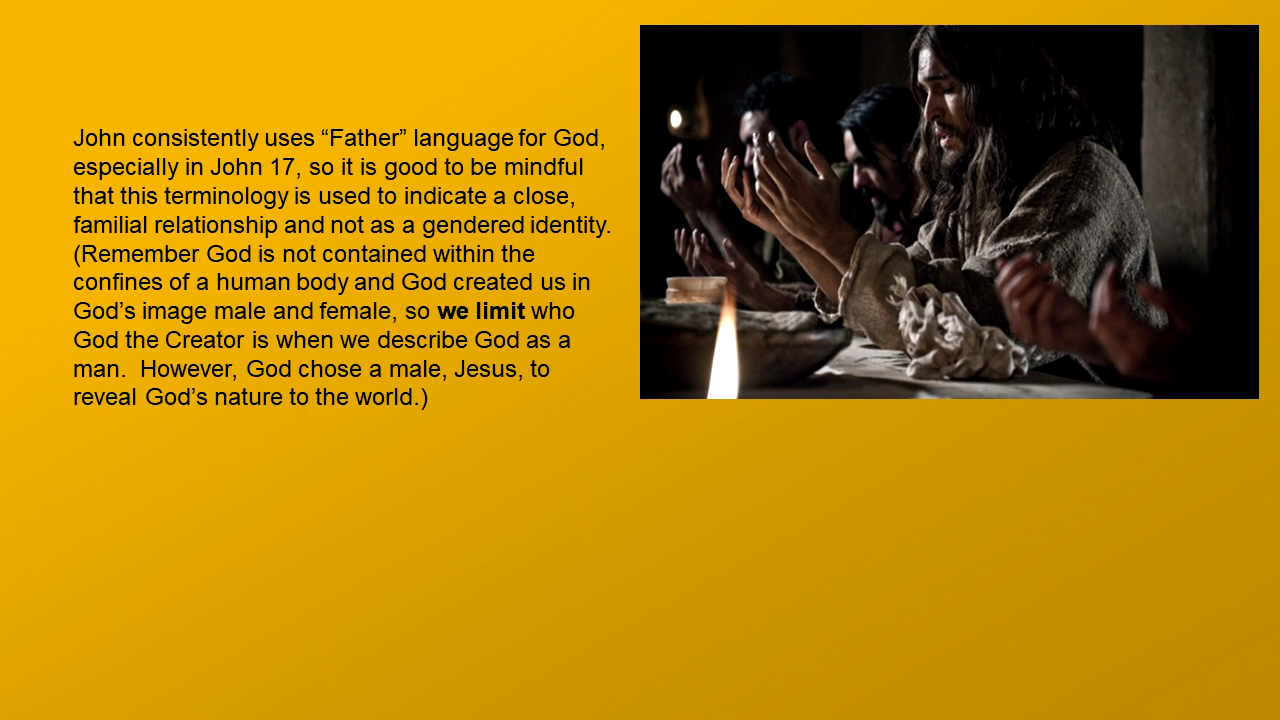 John consistently uses “Father” language for God,
especially in John 17, so it is good to be mindful
that this terminology is used to indicate a close,
familial relationship and not as a gendered identity.
(Remember God is not contained within the
confines of a human body and God created us in
God’s image male and female, so we limit who
God the Creator is when we describe God as a
man.  However, God chose a male, Jesus, to
reveal God’s nature to the world.)